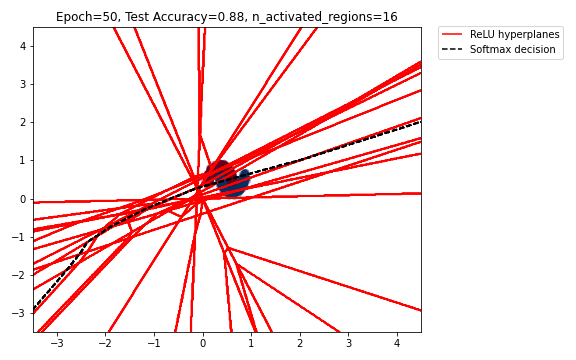 Epoch=50, Test Accuracy=0.88, n_activated_regions=16
ReLU hyperplanes
Softmax decision
4
3
2
1
0
−1
−2
−3
−3 −2 −1 0 1 2 3 4